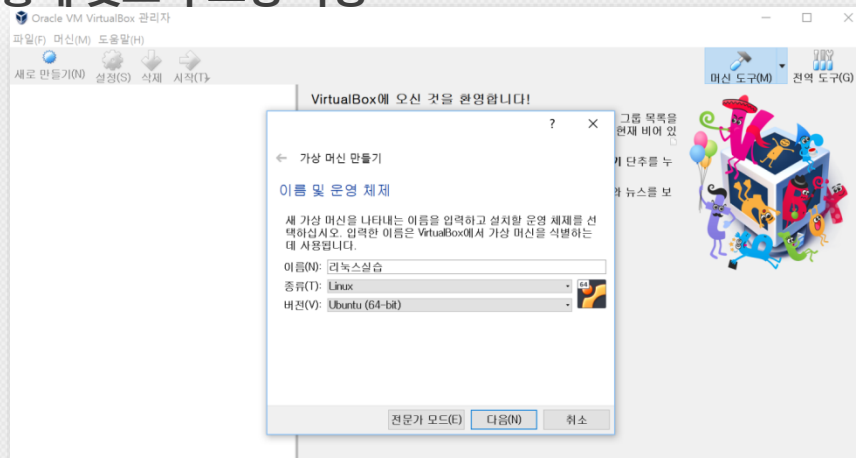 Oracle VM VirtualBox 관리자
파일(F) 머신(M) 도움말(H)
새로 만들기(N) 설정(S) 삭제 시작(T)
머신 도구(M) 전역 도구(G)
VirtualBox에 오신 것을 환영합니다!
그룹 목록을
현재 비어 있
기 단추를 누
와 뉴스를 보
? ×
← 가상 머신 만들기
이름 및 운영 체제
새 가상 머신을 나타내는 이름을 입력하고 설치할 운영 체제를 선
택하십시오. 입력한 이름은 VirtualBox에서 가상 머신을 식별하는
데 사용됩니다.
이름(N): 리눅스실습
종류(T): Linux
64
버전(V): Ubuntu (64-bit)
전문가 모드(E) 다음(N) 취소